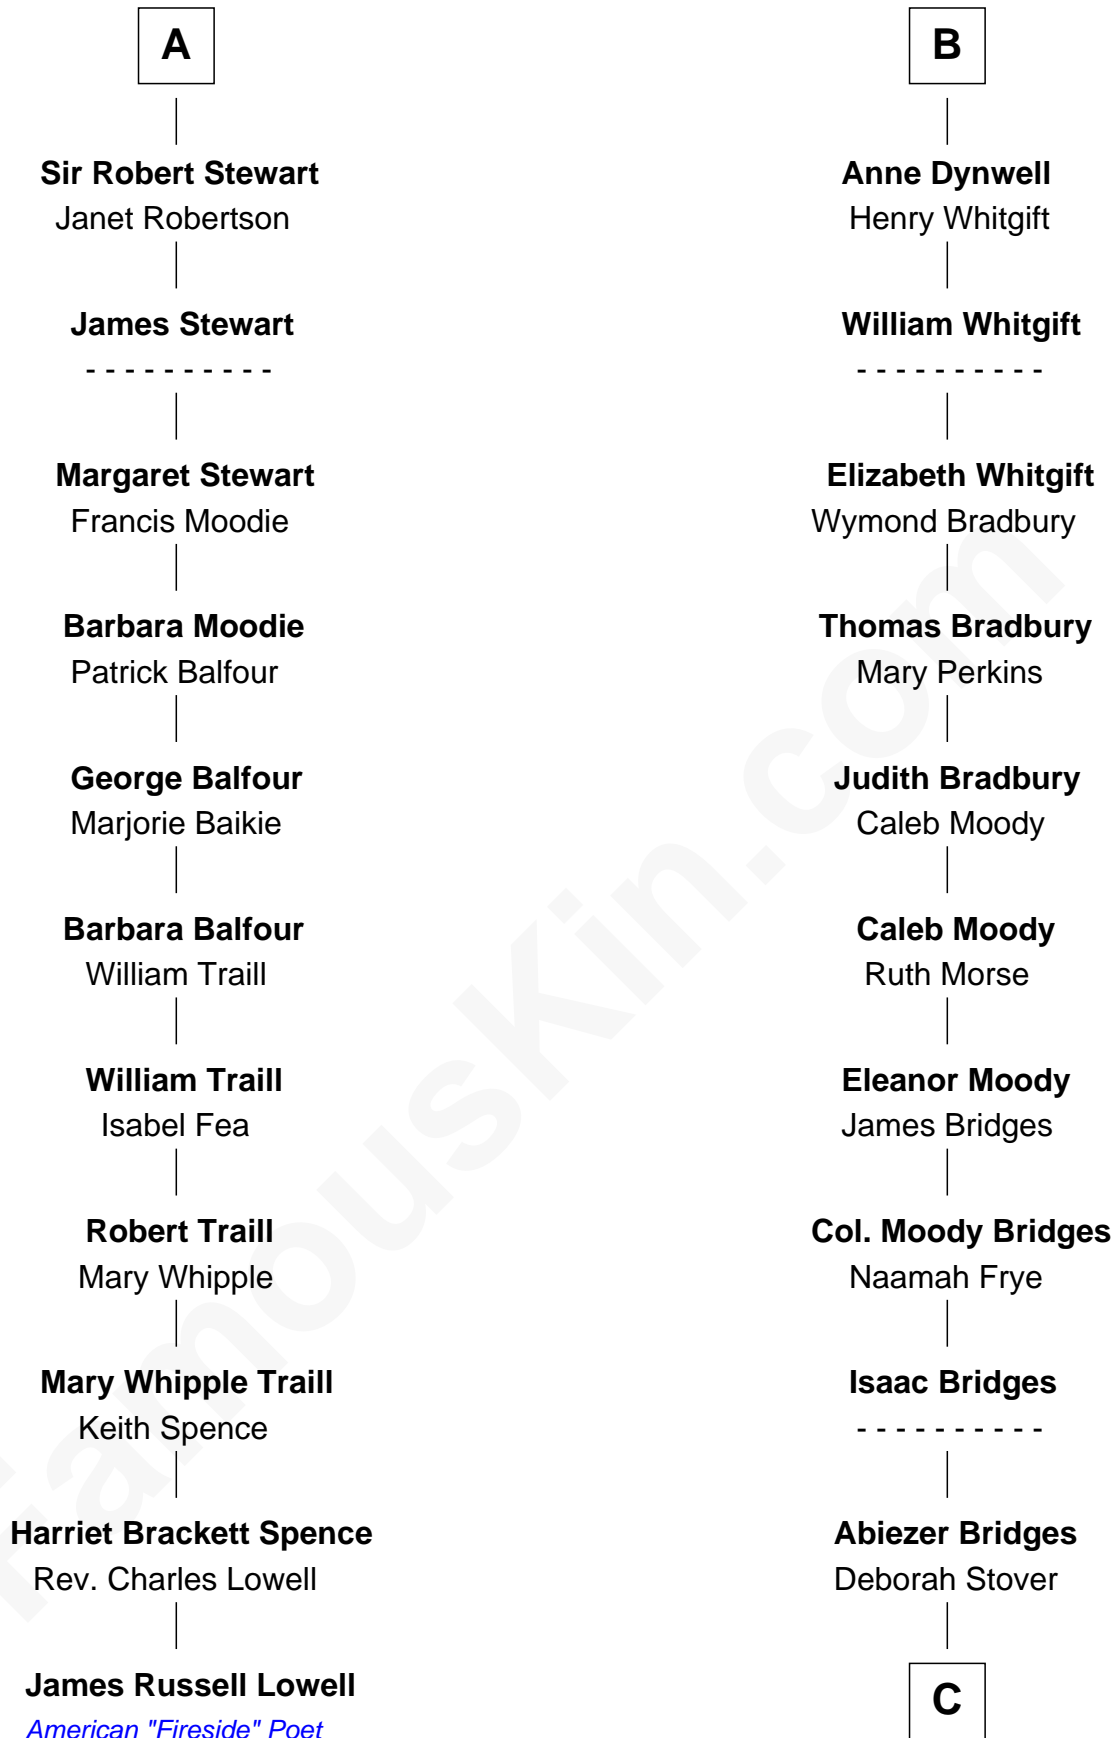 A
Sir Robert Stewart
Janet Robertson
James Stewart
- - - - - - - - - -
Margaret Stewart
Francis Moodie
Barbara Moodie
Patrick Balfour
George Balfour
Marjorie Baikie
Barbara Balfour
William Traill
William Traill
Isabel Fea
Robert Traill
Mary Whipple
Mary Whipple Traill
Keith Spence
Harriet Brackett Spence
Rev. Charles Lowell
James Russell Lowell
American "Fireside" Poet
B
Anne Dynwell
Henry Whitgift
William Whitgift
- - - - - - - - - -
Elizabeth Whitgift
Wymond Bradbury
Thomas Bradbury
Mary Perkins
Judith Bradbury
Caleb Moody
Caleb Moody
Ruth Morse
Eleanor Moody
James Bridges
Col. Moody Bridges
Naamah Frye
Isaac Bridges
- - - - - - - - - -
Abiezer Bridges
Deborah Stover
C
FamousKin.com